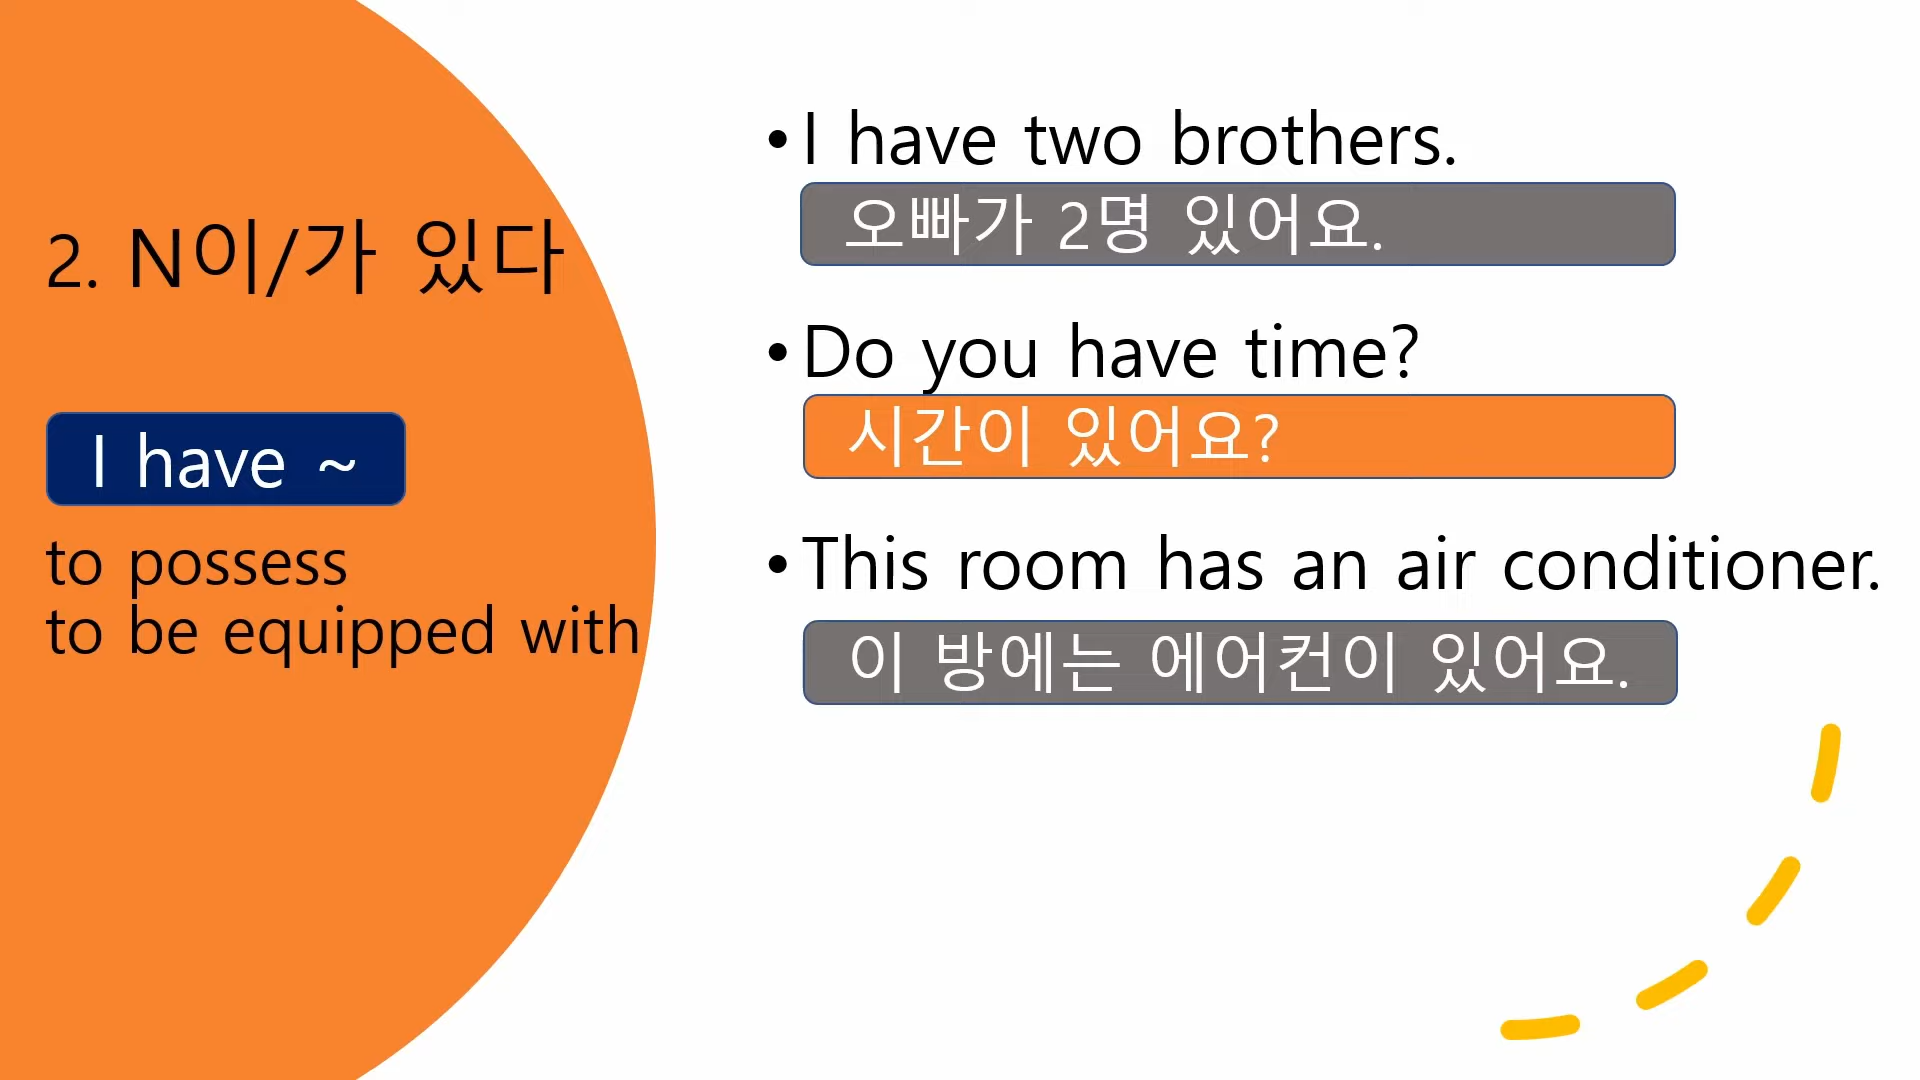 2. N이/가 있다
I have ~
to possess
to be equipped with
•I have two brothers.
오빠가 2명 있어요.
•Do you have time?
시간이 있어요?
•This room has an air conditioner.
이 방에는 에어컨이 있어요.